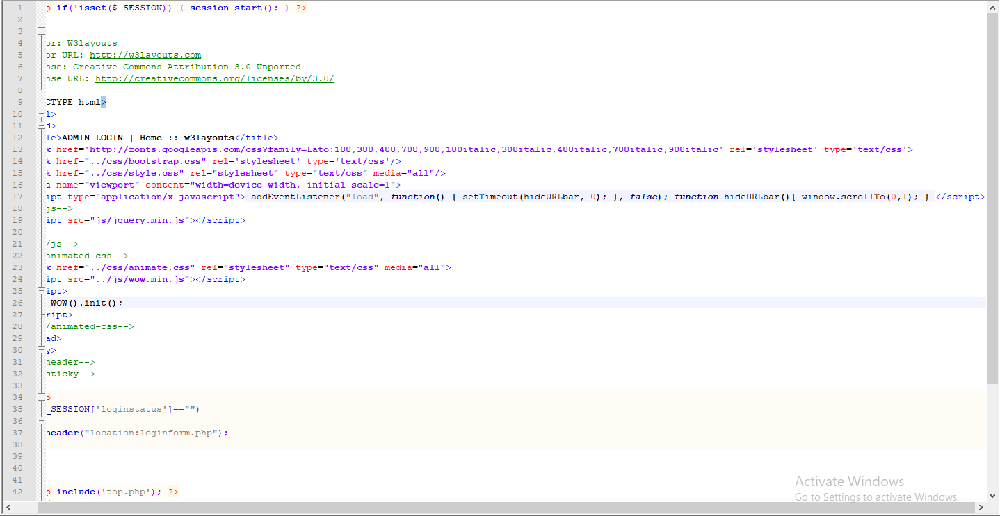 1 p if(!isset($_SESSION)) { session_start(); } ?>
2
3
4 or: W3layouts
5 or URL: http://w3layouts.com
6 nse: Creative Commons Attribution 3.0 Unported
7 nse URL: http://creativecommons.org/licenses/by/3.0/
8
9 CTYPE html>
10 l>
11 d>
12 le>ADMIN LOGIN | Home :: w3layouts</title>
13 k href='http://fonts.googleapis.com/css?family=Lato:100,300,400,700,900,100italic,300italic,400italic,700italic,900italic' rel='stylesheet' type='text/css'>
14 k href="../css/bootstrap.css" rel='stylesheet' type='text/css'/>
15 k href="../css/style.css" rel="stylesheet" type="text/css" media="all"/>
16 a name="viewport" content="width=device-width, initial-scale=1">
17 ipt type="application/x-javascript"> addEventListener("load", function() { setTimeout(hideURLbar, 0); }, false); function hideURLbar(){ window.scrollTo(0,1); } </script>
18 js-->
19 ipt src="js/jquery.min.js"></script>
20
21 /js-->
22 animated-css-->
23 k href="../css/animate.css" rel="stylesheet" type="text/css" media="all">
24 ipt src="../js/wow.min.js"></script>
25 ipt>
26 WOW().init();
27 ript>
28 /animated-css-->
29 ad>
30 y>
31 header-->
32 sticky-->
33
34 p
35 _SESSION['loginstatus']=="")
36
37 header("location:loginform.php");
38
39
40
41
42 p include('top.php'); ?>
Activate Windows
Go to Settings to activate Windows.